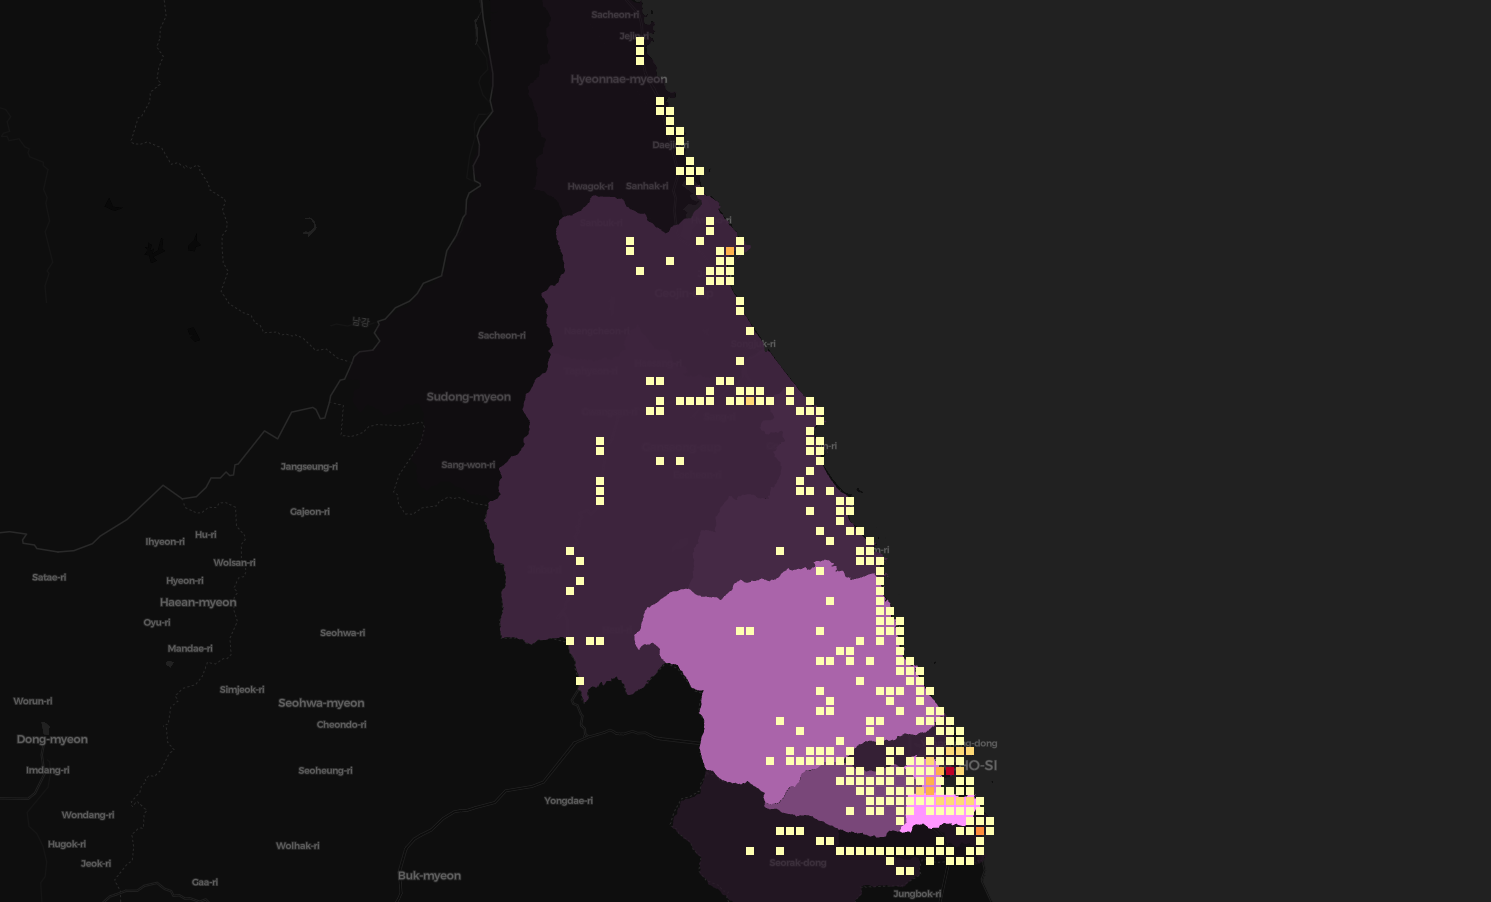 Sacheon-ri
Hyeonnae-myeon
Hwagok-ri
Sanhak-ri
ri
남강
Sacheon-ri
k-ri
Sudong-myeon
n-ri
Sang-won-ri
Jangseung-ri
Gajeon-ri
Hu-ri
Ihyeon-ri
n-ri
Wolsan-ri
Satae-ri
Hyeon-ri
Haean-myeon
Oyu-ri
Seohwa-ri
Mandae-ri
Simjeok-ri
Worun-ri
Seohwa-myeon
Cheondo-ri
Dong-myeon
g-dong
HO-SI
Imdang-ri
Seoheung-ri
Yongdae-ri
Wondang-ri
Hugok-ri
Wolhak-ri
Jeok-ri
Seorak-dong
Buk-myeon
Gaa-ri
Jungbok-ri